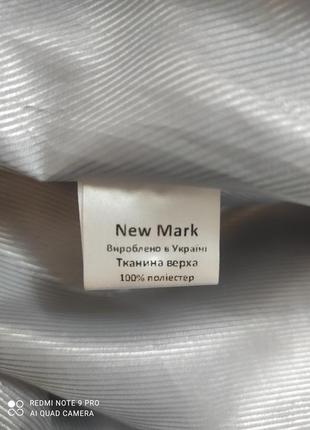 New Mark
Вироблено в Україні
Тканина верха
100% поліестер
REDMI NOTE 9 PRO
AI QUAD CAMERA